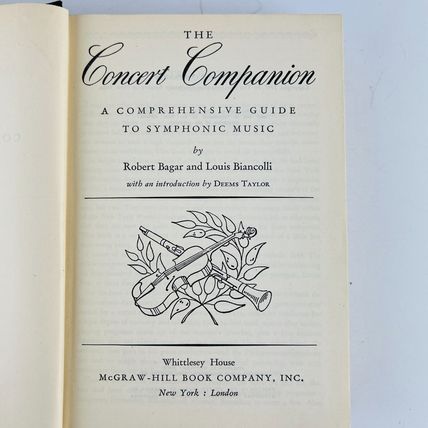 THE
Concert Companion
A COMPREHENSIVE GUIDE
TO SYMPHONIC MUSIC
by
Robert Bagar and Louis Biancolli
with an introduction by DEEMS TAYLOR
Whittlesey House
McGRAW-HILL BOOK COMPANY, INC.
New York : London